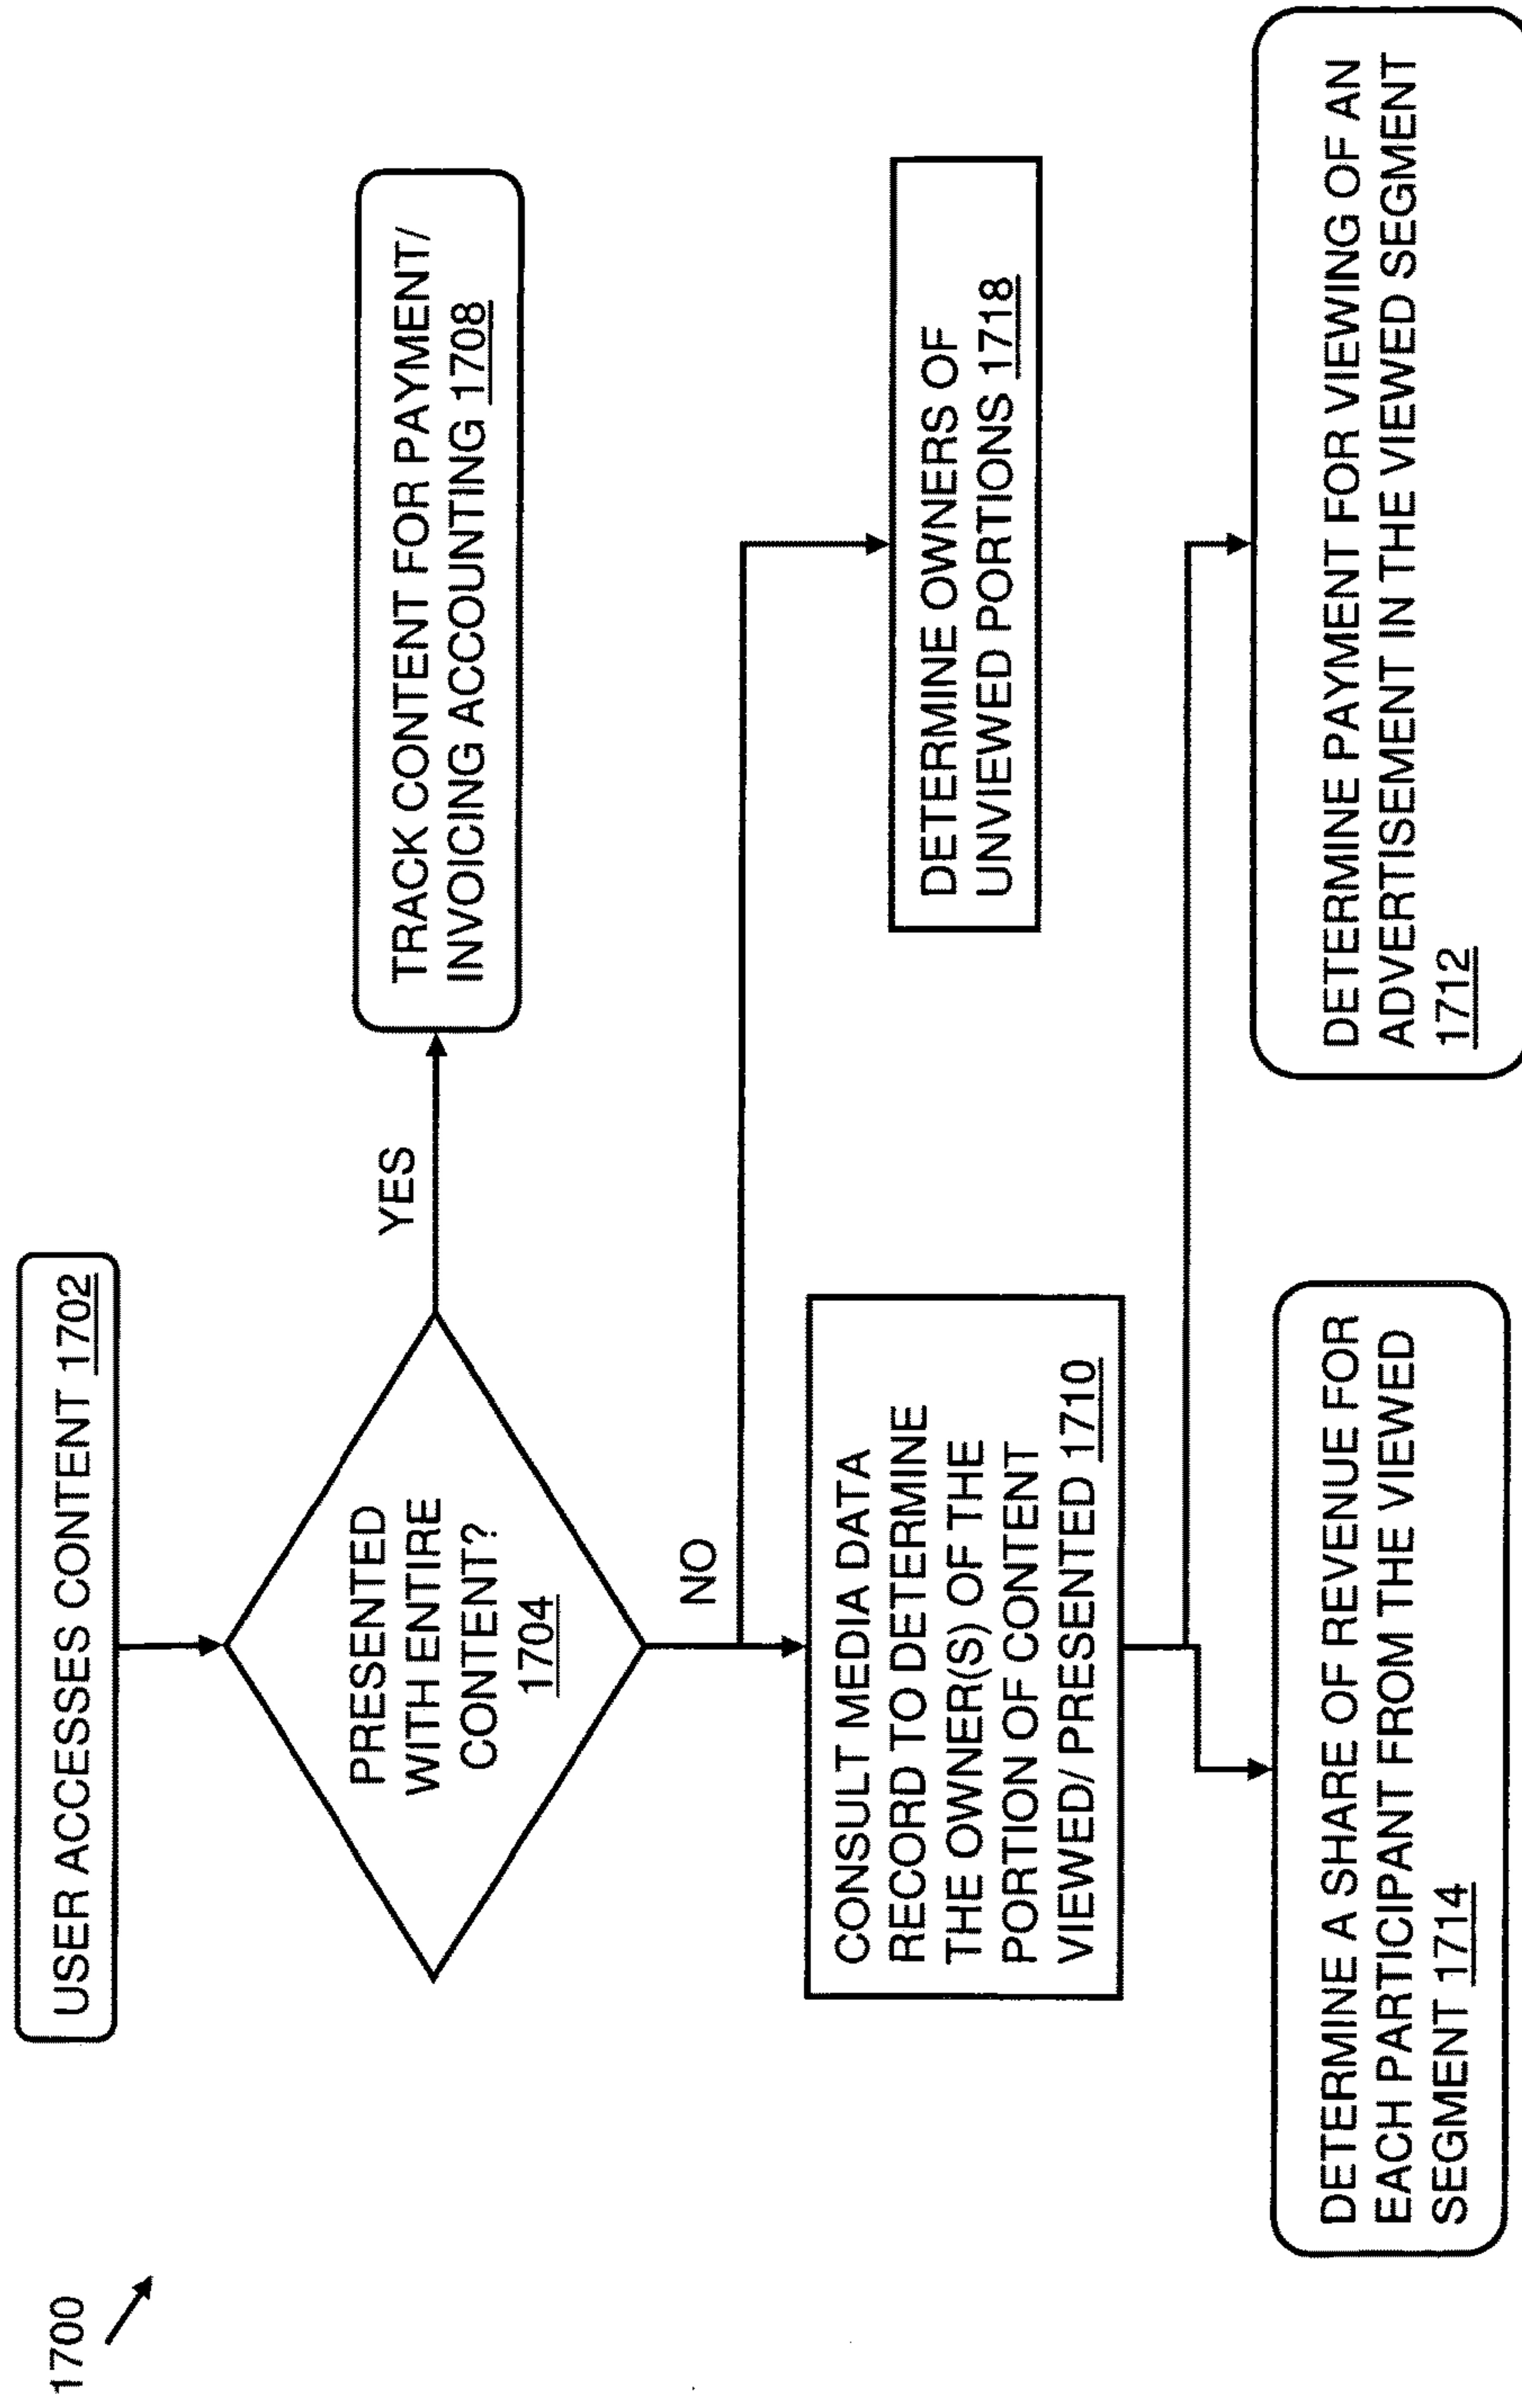 1700
USER ACCESSES CONTENT 1702
PRESENTED
WITH ENTIRE
CONTENT?
1704
YES
TRACK CONTENT FOR PAYMENT/
INVOICING ACCOUNTING 1708
NO
CONSULT MEDIA DATA
RECORD TO DETERMINE
THE OWNER(S) OF THE
PORTION OF CONTENT
VIEWED/ PRESENTED 1710
DETERMINE OWNERS OF
UNVIEWED PORTIONS 1718
DETERMINE A SHARE OF REVENUE FOR
EACH PARTICIPANT FROM THE VIEWED
SEGMENT 1714
DETERMINE PAYMENT FOR VIEWING OF AN
ADVERTISEMENT IN THE VIEWED SEGMENT
1712